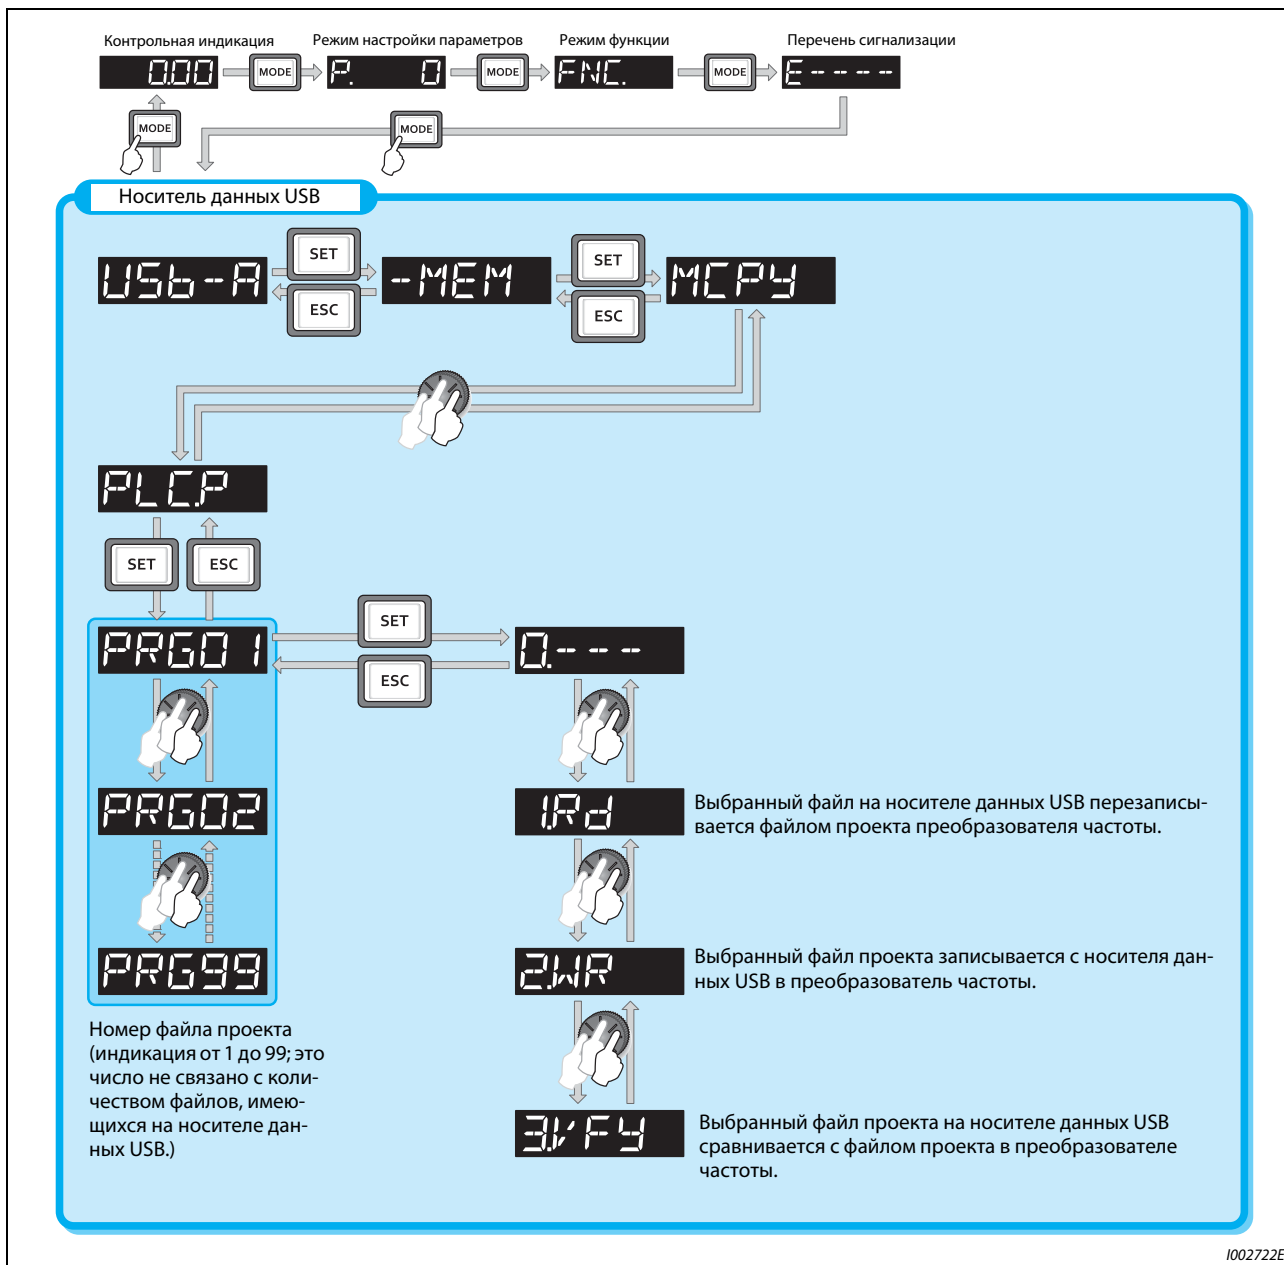 Контрольная индикация
Режим настройки параметров
Режим функции
Перечень сигнализации
0.00
MODE
P. 0
MODE
FNC.
MODE
E-----
MODE
MODE
Носитель данных USB
USb-A
SET
ESC
-MEM
SET
ESC
MCPY
PLC.P
SET
ESC
PRG01
SET
ESC
0.---
PRG02
1.Rd
Выбранный файл на носителе данных USB перезаписы-
вается файлом проекта преобразователя частоты.
PRG99
2.WR
Выбранный файл проекта записывается с носителя дан-
ных USB в преобразователь частоты.
Номер файла проекта
(индикация от 1 до 99; это
число не связано с коли-
чеством файлов, имею-
щихся на носителе дан-
ных USB.)
3.VFY
Выбранный файл проекта на носителе данных USB
сравнивается с файлом проекта в преобразователе
частоты.
I002722E